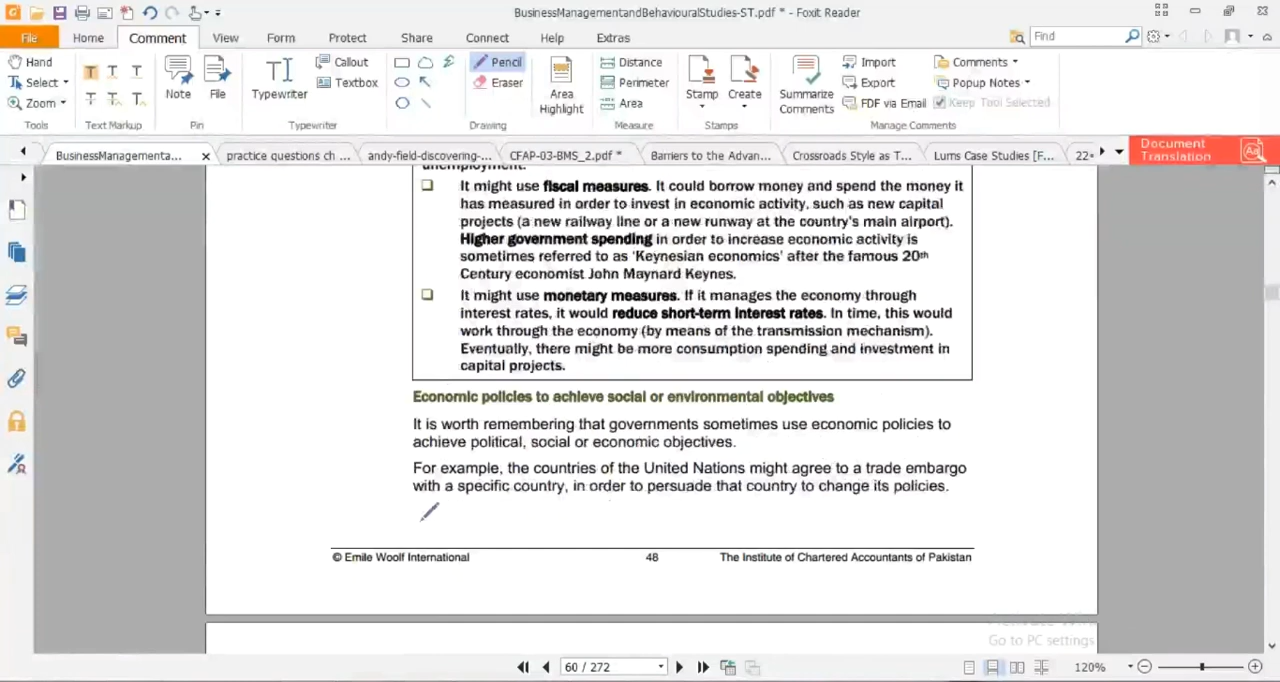 BusinessManagementandBehaviouralStudies-ST.pdf * - Foxit Reader
File Home Comment View Form Protect Share Connect Help Extras Find
Hand
Select
Zoom
Tools
Text Markup
Note
File
Pin
Typewriter
Callout
Textbox
Typewriter
Pencil
Eraser
Drawing
Area
Highlight
Distance
Perimeter
Area
Measure
Stamp
Create
Stamps
Summarize
Comments
Import
Export
FDF via Email
Comments
Popup Notes
Keep Tool Selected
Manage Comments
BusinessManagementa... practice questions ch ... andy-field-discovering-... CFAP-03-BMS_2.pdf * Barriers to the Advan... Crossroads Style as T... Lums Case Studies [F... 22
Document
Translation
unemployment.
It might use fiscal measures. It could borrow money and spend the money it
has measured in order to invest in economic activity, such as new capital
projects (a new railway line or a new runway at the country's main airport).
Higher government spending in order to increase economic activity is
sometimes referred to as 'Keynesian economics' after the famous 20th
Century economist John Maynard Keynes.
It might use monetary measures. If it manages the economy through
interest rates, it would reduce short-term interest rates. In time, this would
work through the economy (by means of the transmission mechanism).
Eventually, there might be more consumption spending and investment in
capital projects.
Economic policies to achieve social or environmental objectives
It is worth remembering that governments sometimes use economic policies to
achieve political, social or economic objectives.
For example, the countries of the United Nations might agree to a trade embargo
with a specific country, in order to persuade that country to change its policies.
© Emile Woolf International 48 The Institute of Chartered Accountants of Pakistan
Go to PC settings
60 / 272
120%